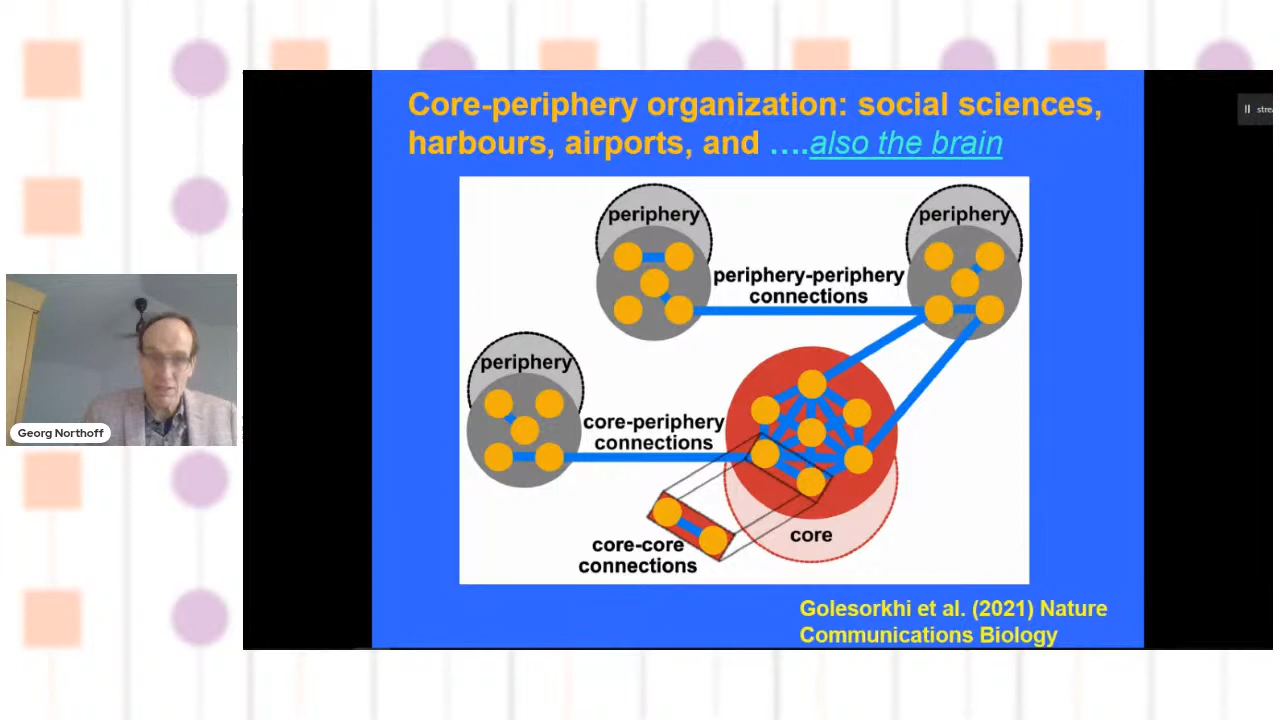 Core-periphery organization: social sciences,
harbours, airports, and ….also the brain
periphery
periphery
periphery-periphery
connections
periphery
core-periphery
connections
core-core
connections
core
Golesorkhi et al. (2021) Nature
Communications Biology
Georg Northoff